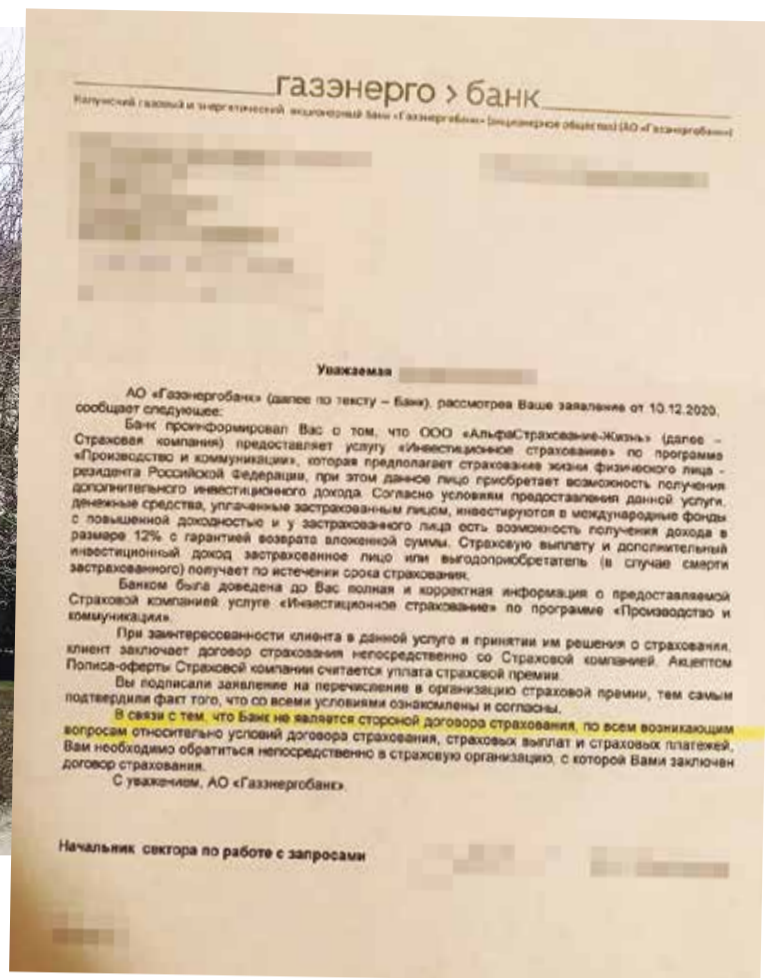 газэнерго > банк
Калужский газовый и энергетический акционерный банк «Газэнергобанк» (акционерное общество) (АО «Газэнергобанк»)
Уважаемая
АО «Газэнергобанк» (далее по тексту – Банк), рассмотрев Ваше заявление от 10.12.2020,
сообщает следующее:
Банк проинформировал Вас о том, что ООО «АльфаСтрахование-Жизнь» (далее –
Страховая компания) предоставляет услугу «Инвестиционное страхование» по программе
«Производство и коммуникации», которая предполагает страхование жизни физического лица -
резидента Российской Федерации, при этом данное лицо приобретает возможность получения
дополнительного инвестиционного дохода. Согласно условиям предоставления данной услуги,
денежные средства, уплаченные застрахованным лицом, инвестируются в международные фонды
с повышенной доходностью и у застрахованного лица есть возможность получения дохода в
размере 12% с гарантией возврата вложенной суммы. Страховую выплату и дополнительный
инвестиционный доход застрахованное лицо или выгодоприобретатель (в случае смерти
застрахованного) получает по истечении срока страхования.
Банком была доведена до Вас полная и корректная информация о предоставляемой
Страховой компанией услуге «Инвестиционное страхование» по программе «Производство и
коммуникации».
При заинтересованности клиента в данной услуге и принятии им решения о страховании,
клиент заключает договор страхования непосредственно со Страховой компанией. Акцептом
Полиса-оферты Страховой компании считается уплата страховой премии.
Вы подписали заявление на перечисление в организацию страховой премии, тем самым
подтвердили факт того, что со всеми условиями ознакомлены и согласны.
В связи с тем, что Банк не является стороной договора страхования, по всем возникающим
вопросам относительно условий договора страхования, страховых выплат и страховых платежей,
Вам необходимо обратиться непосредственно в страховую организацию, с которой Вами заключен
договор страхования.
С уважением, АО «Газэнергобанк».
Начальник сектора по работе с запросами